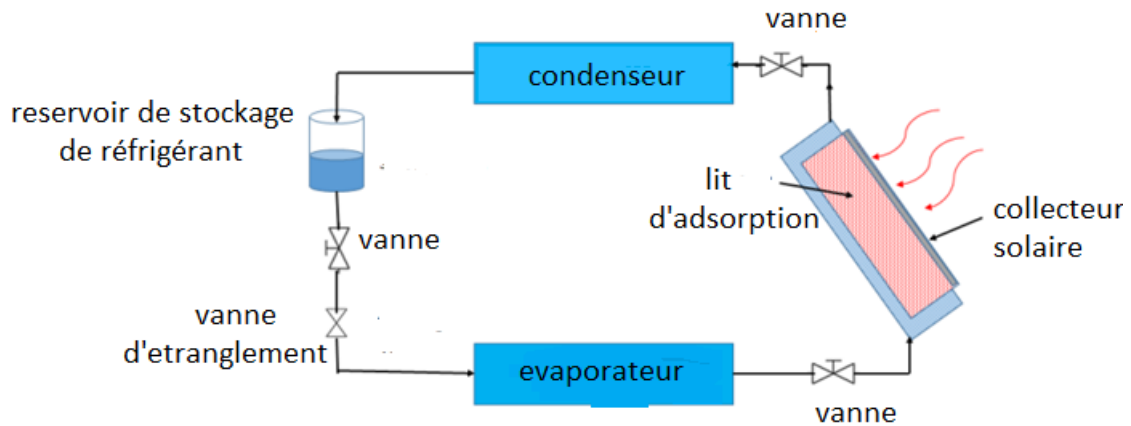 vanne
condenseur
reservoir de stockage
de réfrigérant
lit
d'adsorption
collecteur
solaire
vanne
vanne
d'etranglement
evaporateur
vanne